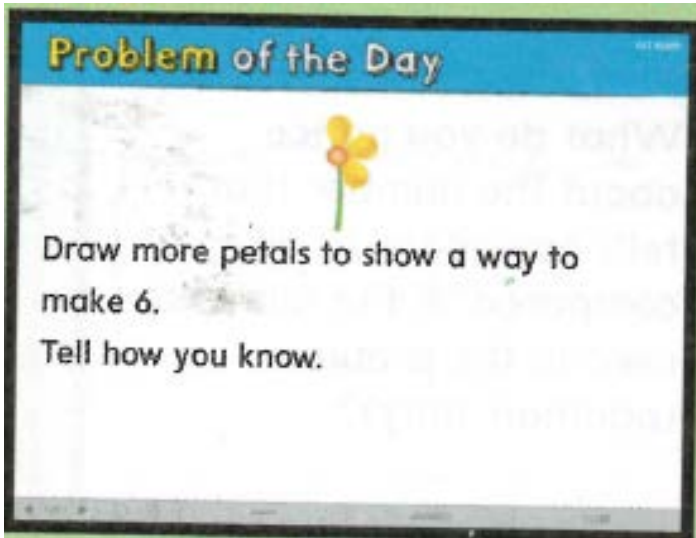 Problem of the Day
Draw more petals to show a way to
make 6.
Tell how you know.